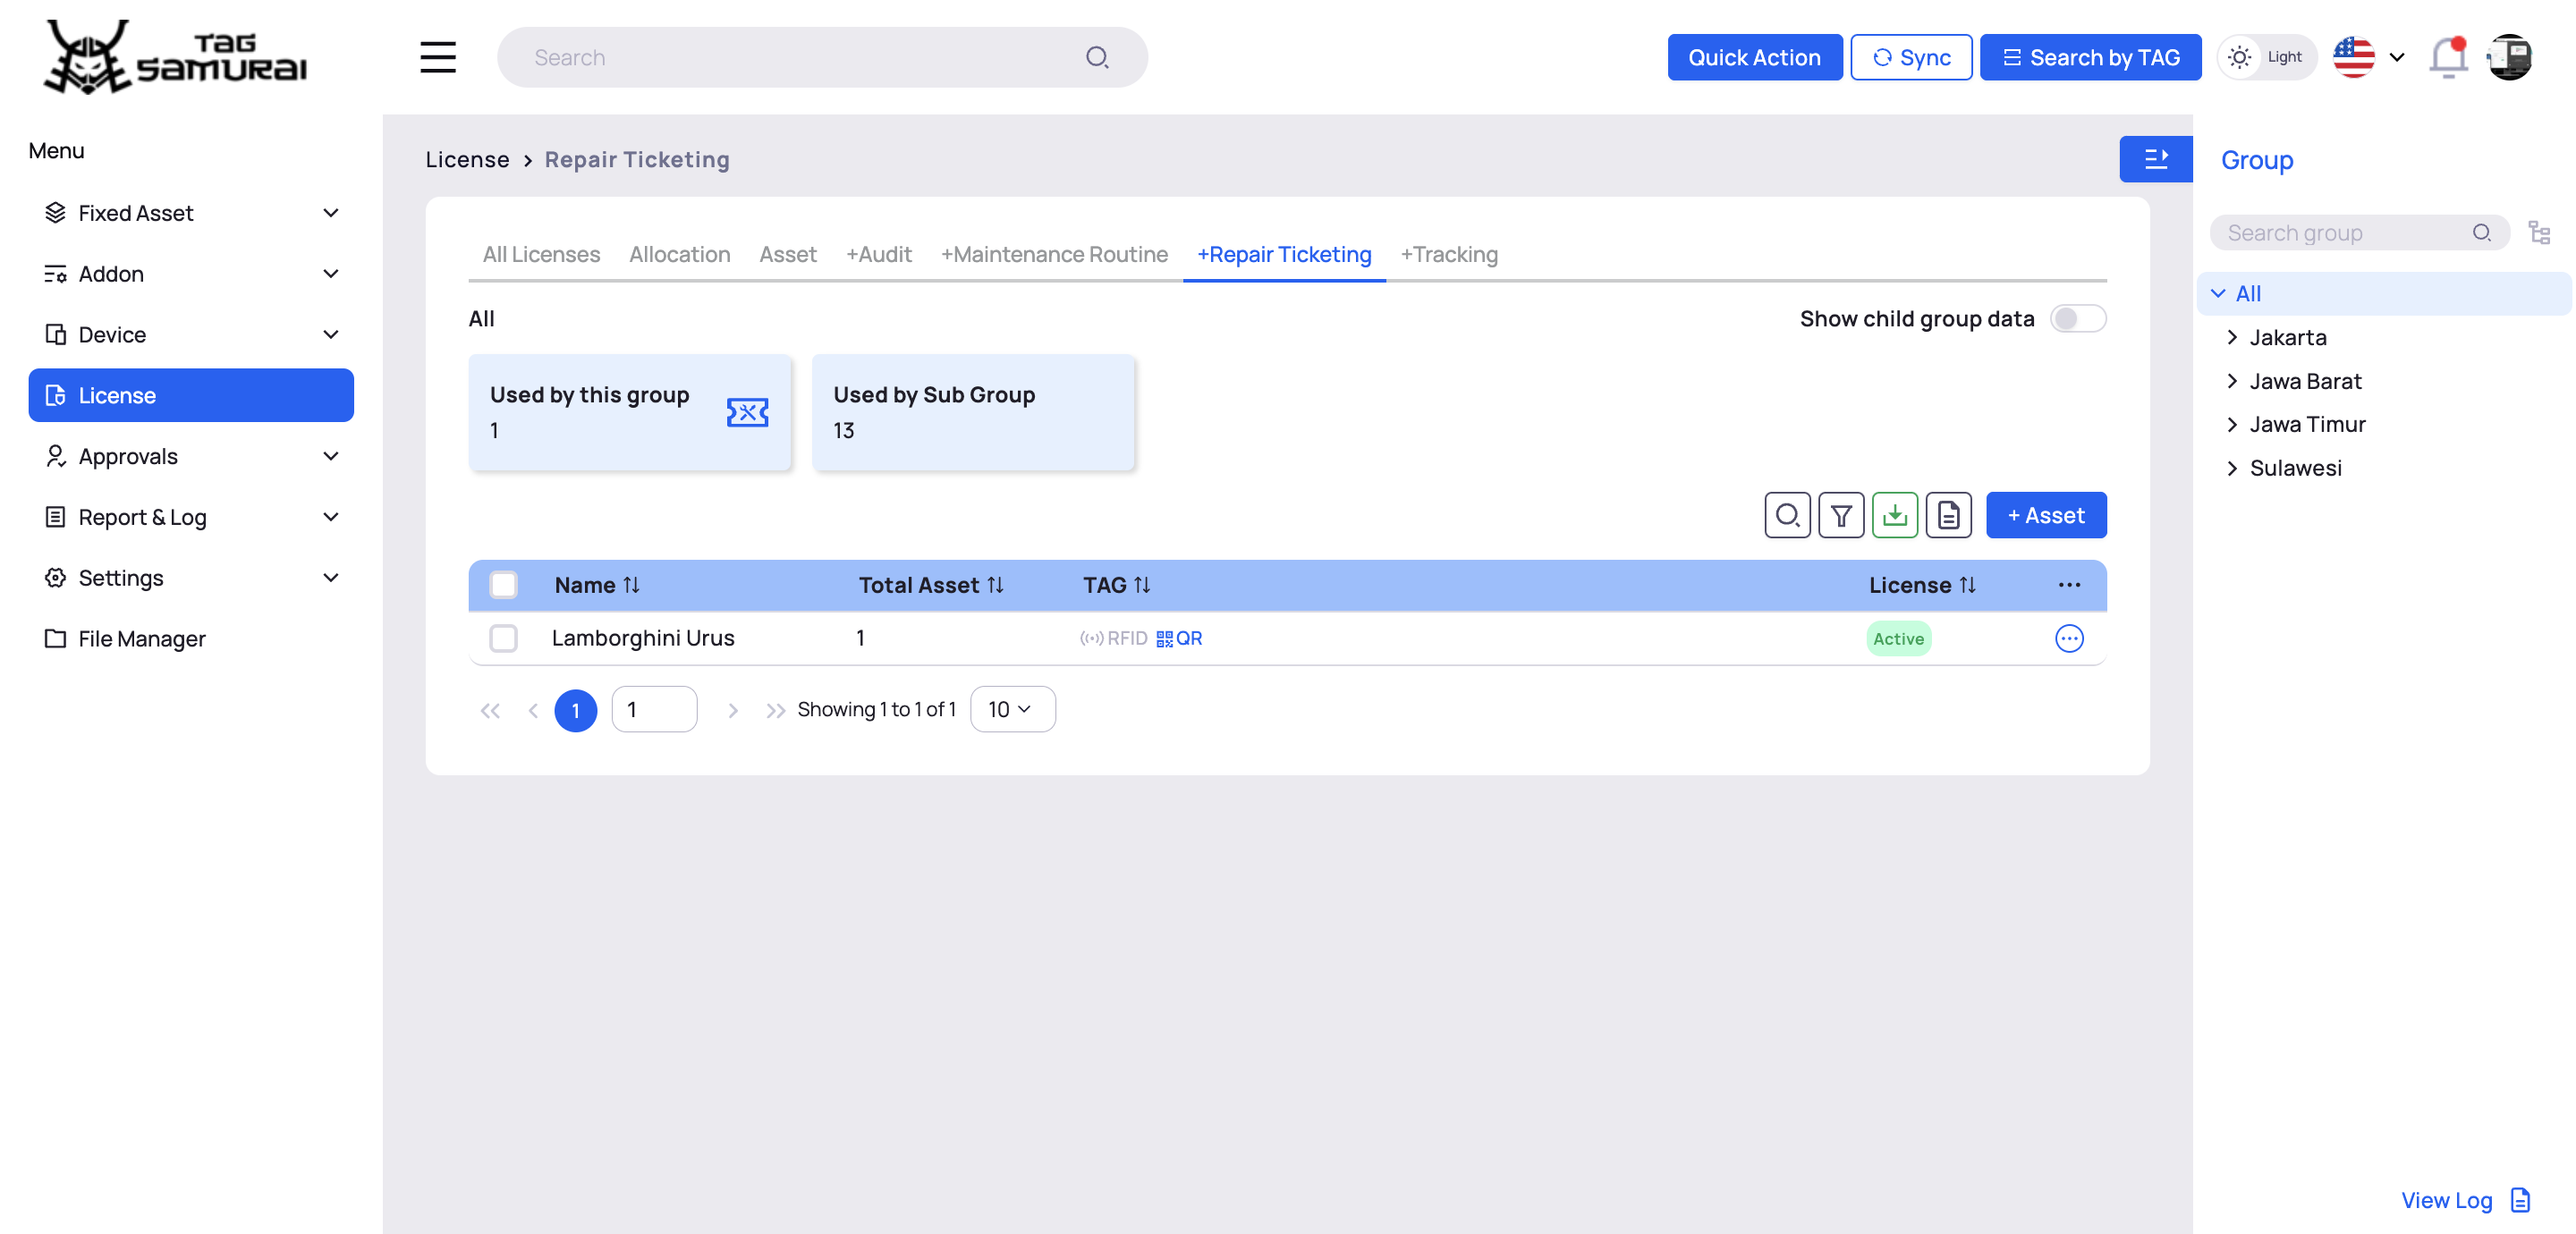 TAG
SAMURAI
Search
Quick Action
Sync
Search by TAG
Light
Menu
Fixed Asset
Addon
Device
License
Approvals
Report & Log
Settings
File Manager
License > Repair Ticketing
All Licenses Allocation Asset +Audit +Maintenance Routine +Repair Ticketing +Tracking
All
Show child group data
Used by this group
1
Used by Sub Group
13
+ Asset
Name Total Asset TAG License ...
Lamborghini Urus 1 RFID QR Active
1 1 Showing 1 to 1 of 1 10
Group
Search group
All
Jakarta
Jawa Barat
Jawa Timur
Sulawesi
View Log